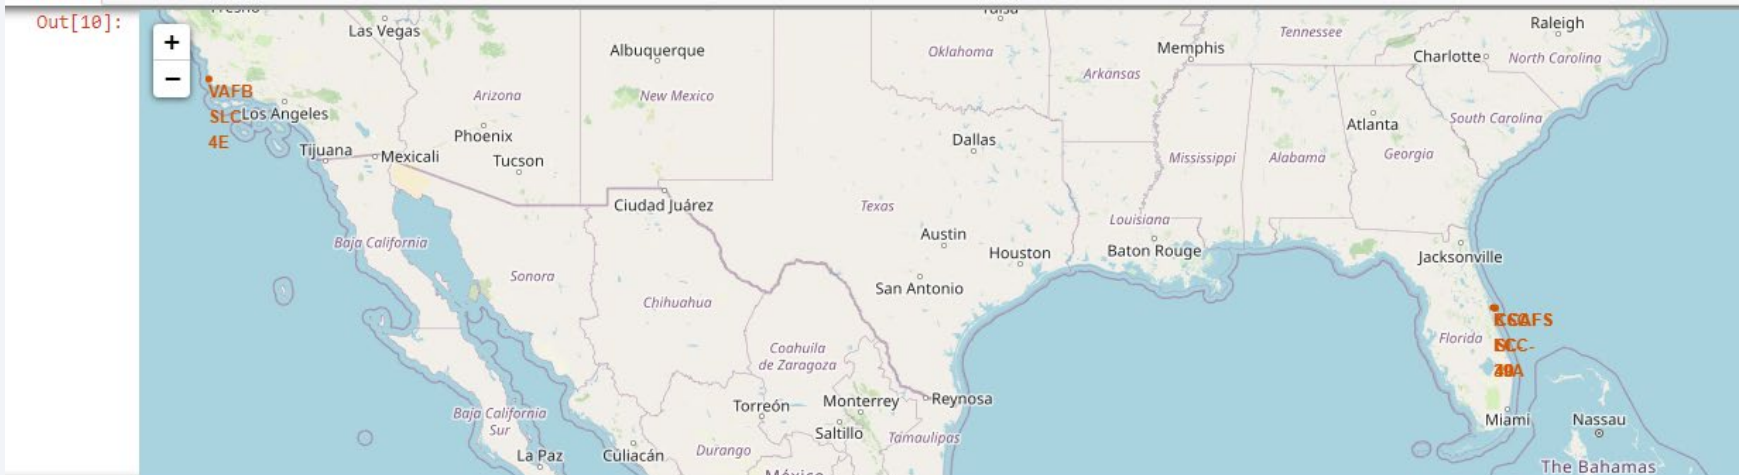 Out[10]:
+
−
Las Vegas
Albuquerque
Oklahoma
Memphis
Tennessee
Raleigh
Charlotte
North Carolina
VAFB
SLC-
4E
Los Angeles
Arizona
New Mexico
Arkansas
Phoenix
Tucson
Dallas
Atlanta
South Carolina
Tijuana
Mexicali
Mississippi
Alabama
Georgia
Ciudad Juárez
Texas
Louisiana
Baja California
Austin
Houston
Baton Rouge
Jacksonville
Sonora
Chihuahua
San Antonio
Florida
Coahuila
de Zaragoza
Torreón
Monterrey
Reynosa
Baja California
Sur
Saltillo
Tamaulipas
Miami
Nassau
La Paz
Culiacán
Durango
México
The Bahamas